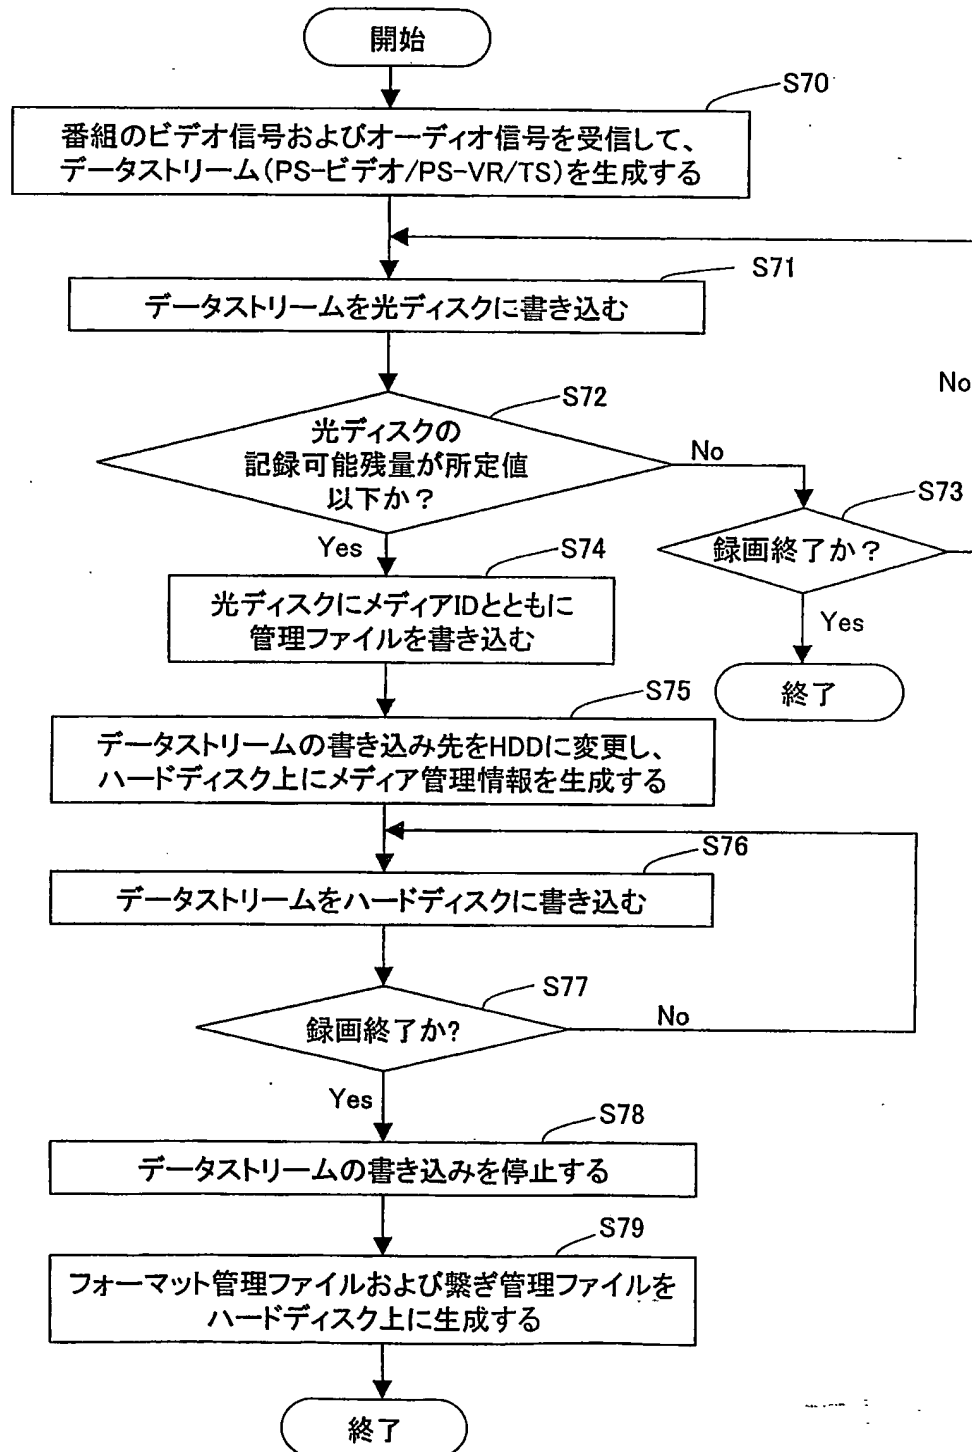 開始
S70
番組のビデオ信号およびオーディオ信号を受信して、
データストリーム(PS-ビデオ/PS-VR/TS)を生成する
S71
データストリームを光ディスクに書き込む
S72
光ディスクの
記録可能残量が所定値
以下か？
No
No
S73
録画終了か？
Yes
終了
Yes
S74
光ディスクにメディアIDとともに
管理ファイルを書き込む
S75
データストリームの書き込み先をHDDに変更し、
ハードディスク上にメディア管理情報を生成する
S76
データストリームをハードディスクに書き込む
S77
録画終了か?
No
Yes
S78
データストリームの書き込みを停止する
S79
フォーマット管理ファイルおよび繋ぎ管理ファイルを
ハードディスク上に生成する
終了